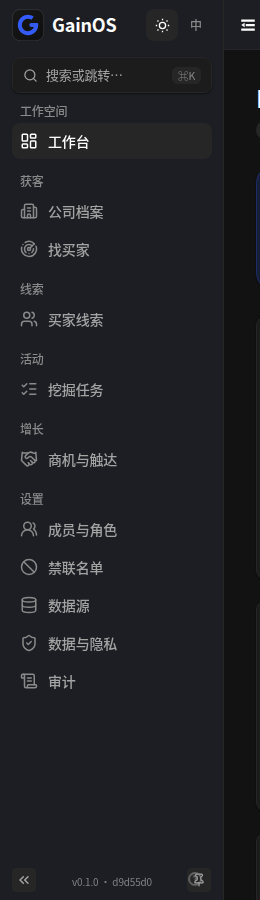 GainOS
中
搜索或跳转… ⌘K
工作空间
工作台
获客
公司档案
找买家
线索
买家线索
活动
挖掘任务
增长
商机与触达
设置
成员与角色
禁联名单
数据源
数据与隐私
审计
v0.1.0 · d9d55d0